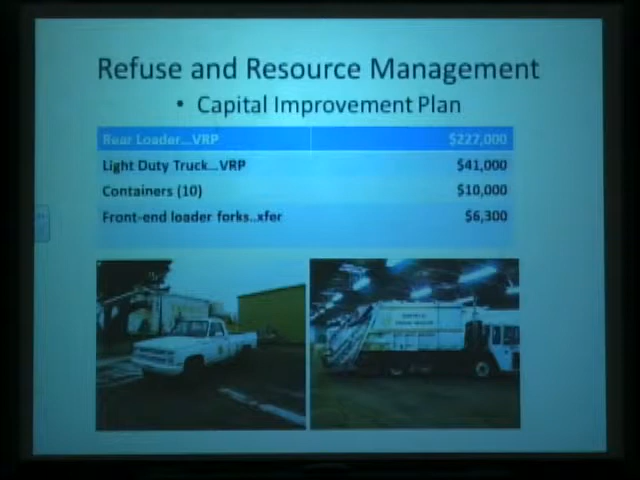 Refuse and Resource Management
• Capital Improvement Plan
Rear Loader...VRP $222,000
Light Duty Truck...VRP $41,000
Containers (10) $10,000
Front-end loader forks..xfer $6,300